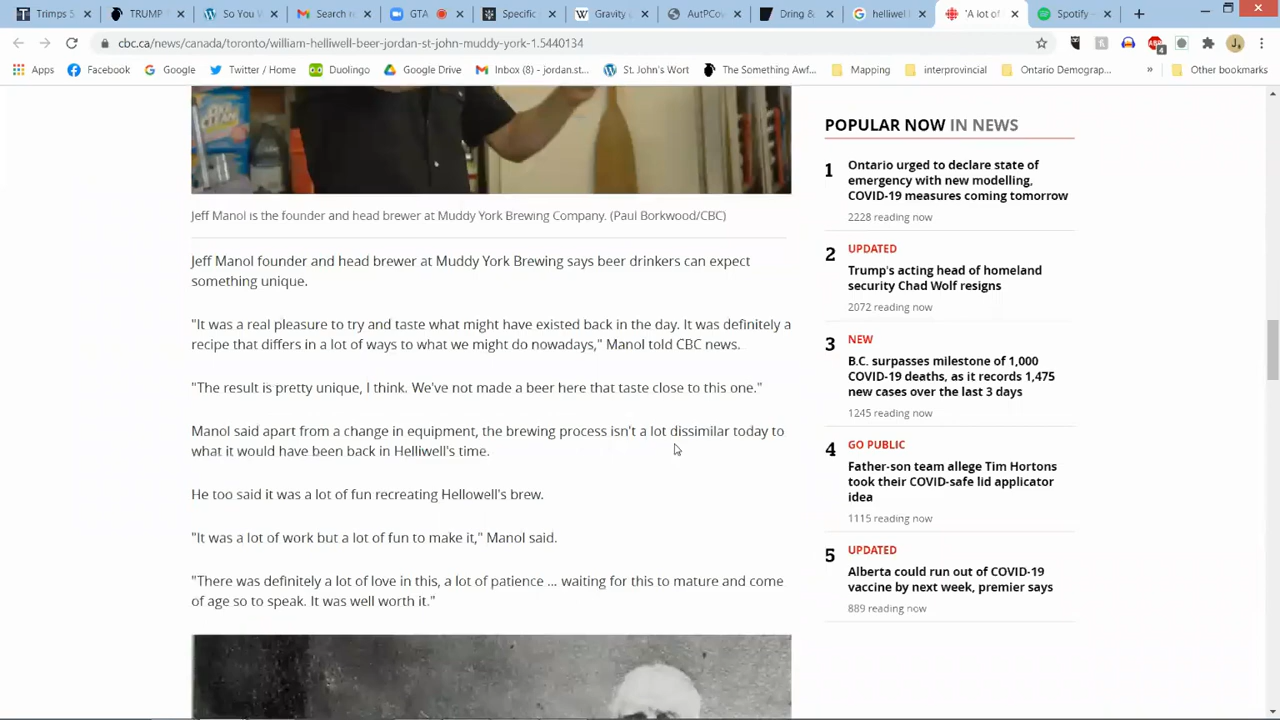 Trimps
TRUMP
So You W
Search re
GTA
Specific
Gravity c
AutPCov
Dring &
helliwel
"A lot of
Spotify -
cbc.ca/news/canada/toronto/william-helliwell-beer-jordan-st-john-muddy-york-1.5440134
Apps
Facebook
Google
Twitter / Home
Duolingo
Google Drive
Inbox (8) - jordan.st...
St. John's Wort
The Something Awf...
Mapping
interprovincial
Ontario Demograp...
»
Other bookmarks
Jeff Manol is the founder and head brewer at Muddy York Brewing Company. (Paul Borkwood/CBC)
Jeff Manol founder and head brewer at Muddy York Brewing says beer drinkers can expect
something unique.
"It was a real pleasure to try and taste what might have existed back in the day. It was definitely a
recipe that differs in a lot of ways to what we might do nowadays," Manol told CBC news.
"The result is pretty unique, I think. We've not made a beer here that taste close to this one."
Manol said apart from a change in equipment, the brewing process isn't a lot dissimilar today to
what it would have been back in Helliwell's time.
He too said it was a lot of fun recreating Hellowell's brew.
"It was a lot of work but a lot of fun to make it," Manol said.
"There was definitely a lot of love in this, a lot of patience ... waiting for this to mature and come
of age so to speak. It was well worth it."
POPULAR NOW IN NEWS
1
Ontario urged to declare state of
emergency with new modelling,
COVID-19 measures coming tomorrow
2228 reading now
2
UPDATED
Trump's acting head of homeland
security Chad Wolf resigns
2072 reading now
3
NEW
B.C. surpasses milestone of 1,000
COVID-19 deaths, as it records 1,475
new cases over the last 3 days
1245 reading now
4
GO PUBLIC
Father-son team allege Tim Hortons
took their COVID-safe lid applicator
idea
1115 reading now
5
UPDATED
Alberta could run out of COVID-19
vaccine by next week, premier says
889 reading now